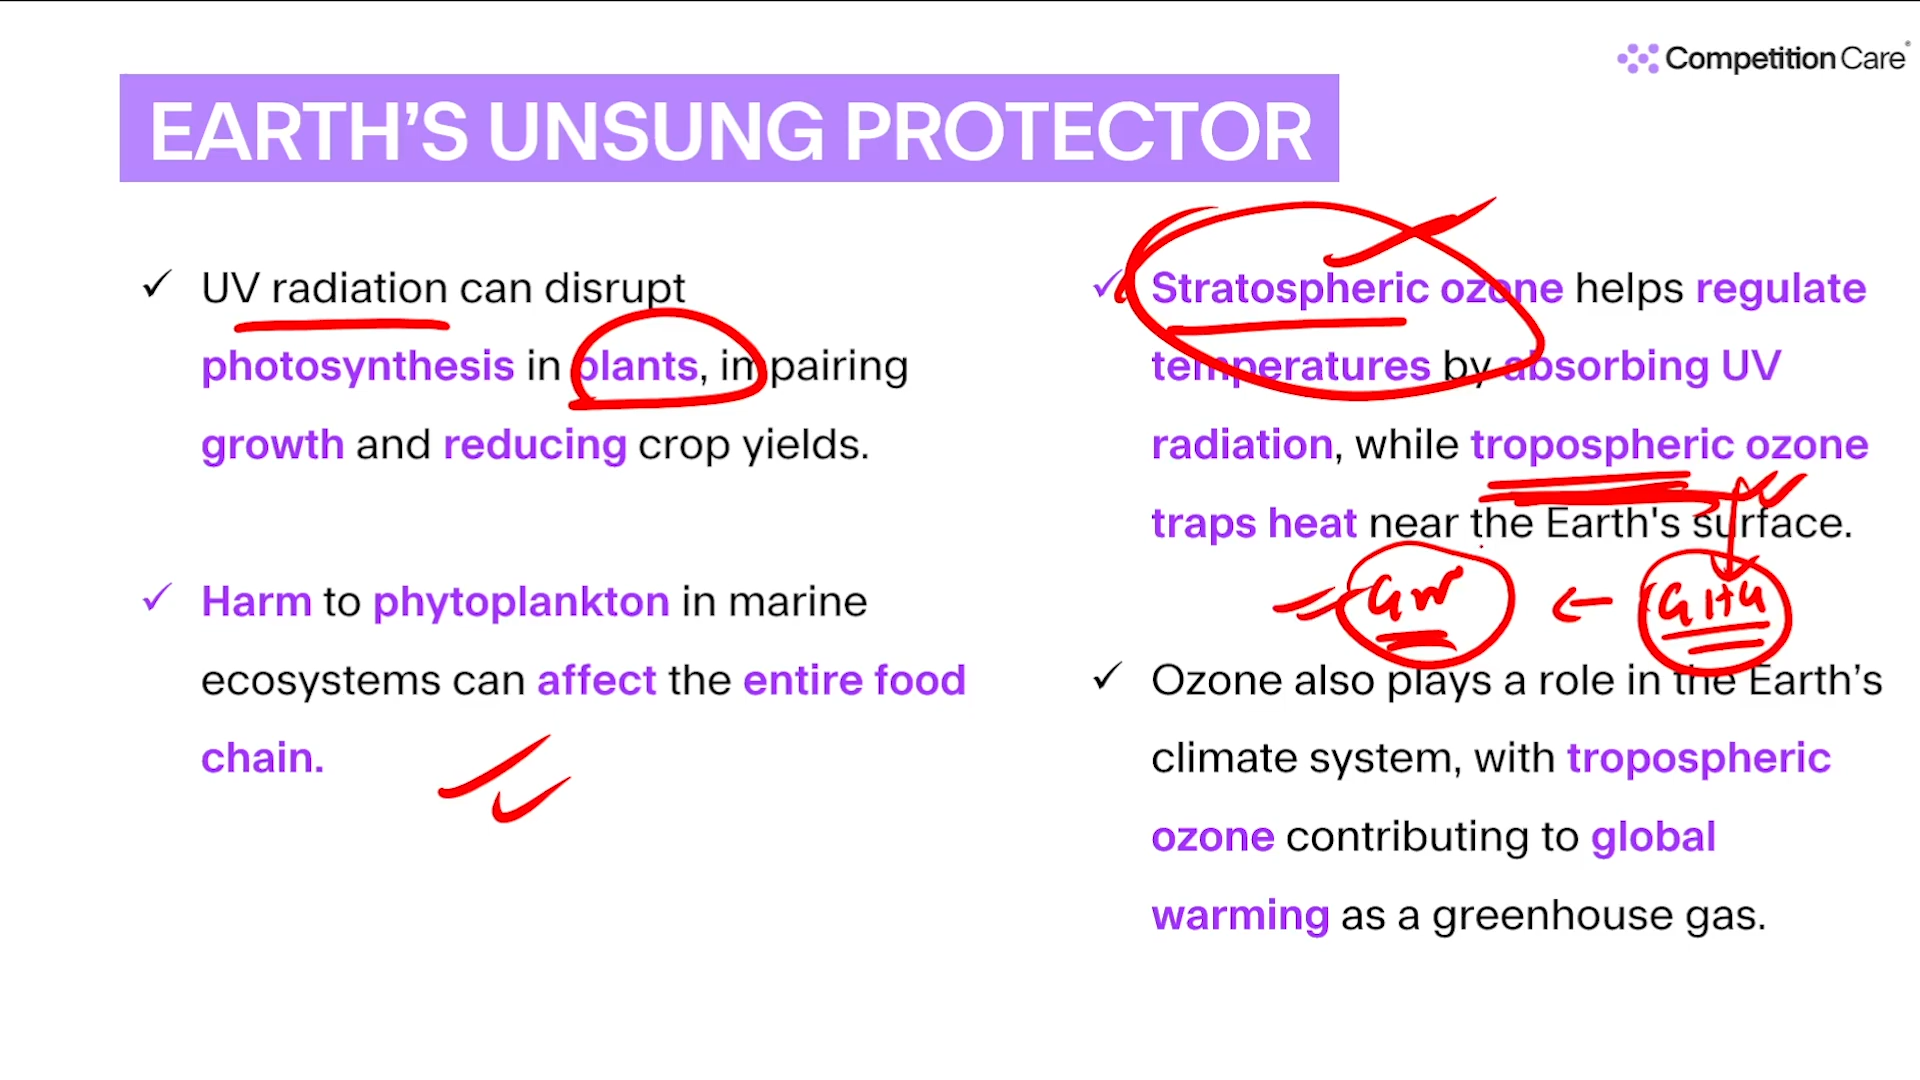 Competition Care
EARTH’S UNSUNG PROTECTOR
UV radiation can disrupt
photosynthesis in plants, impairing
growth and reducing crop yields.
Harm to phytoplankton in marine
ecosystems can affect the entire food
chain.
Stratospheric ozone helps regulate
temperatures by absorbing UV
radiation, while tropospheric ozone
traps heat near the Earth's surface.
GW ← GHG
Ozone also plays a role in the Earth’s
climate system, with tropospheric
ozone contributing to global
warming as a greenhouse gas.